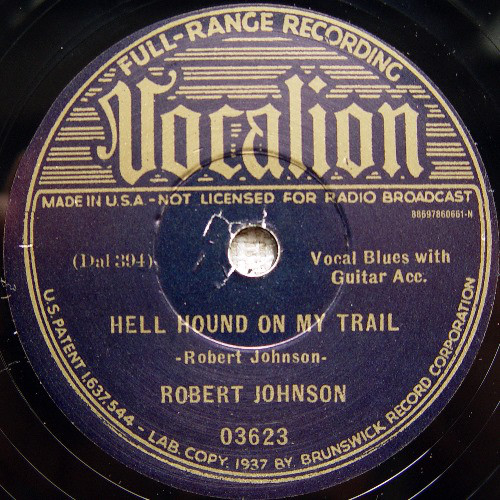 FULL-RANGE RECORDING
Vocalion
MADE IN U.S.A - NOT LICENSED FOR RADIO BROADCAST
88697860661-N
(Dal 394)
Vocal Blues with
Guitar Acc.
HELL HOUND ON MY TRAIL
-Robert Johnson-
ROBERT JOHNSON
03623
U.S. PATENT 1,637,544 - LAB. COPY. 1937 BY BRUNSWICK RECORD CORPORATION